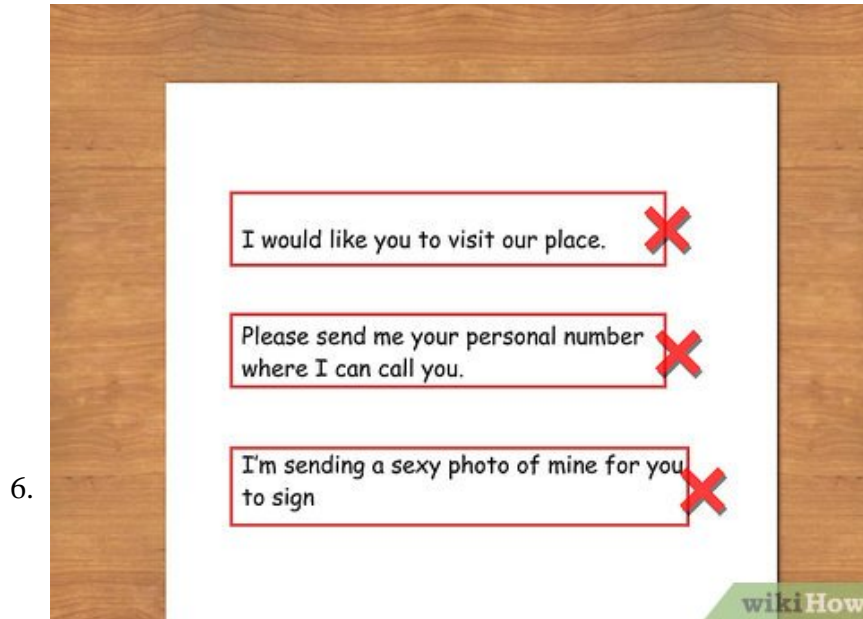 I would like you to visit our place.
Please send me your personal number
where I can call you.
I'm sending a sexy photo of mine for you
to sign
6.
wikiHow